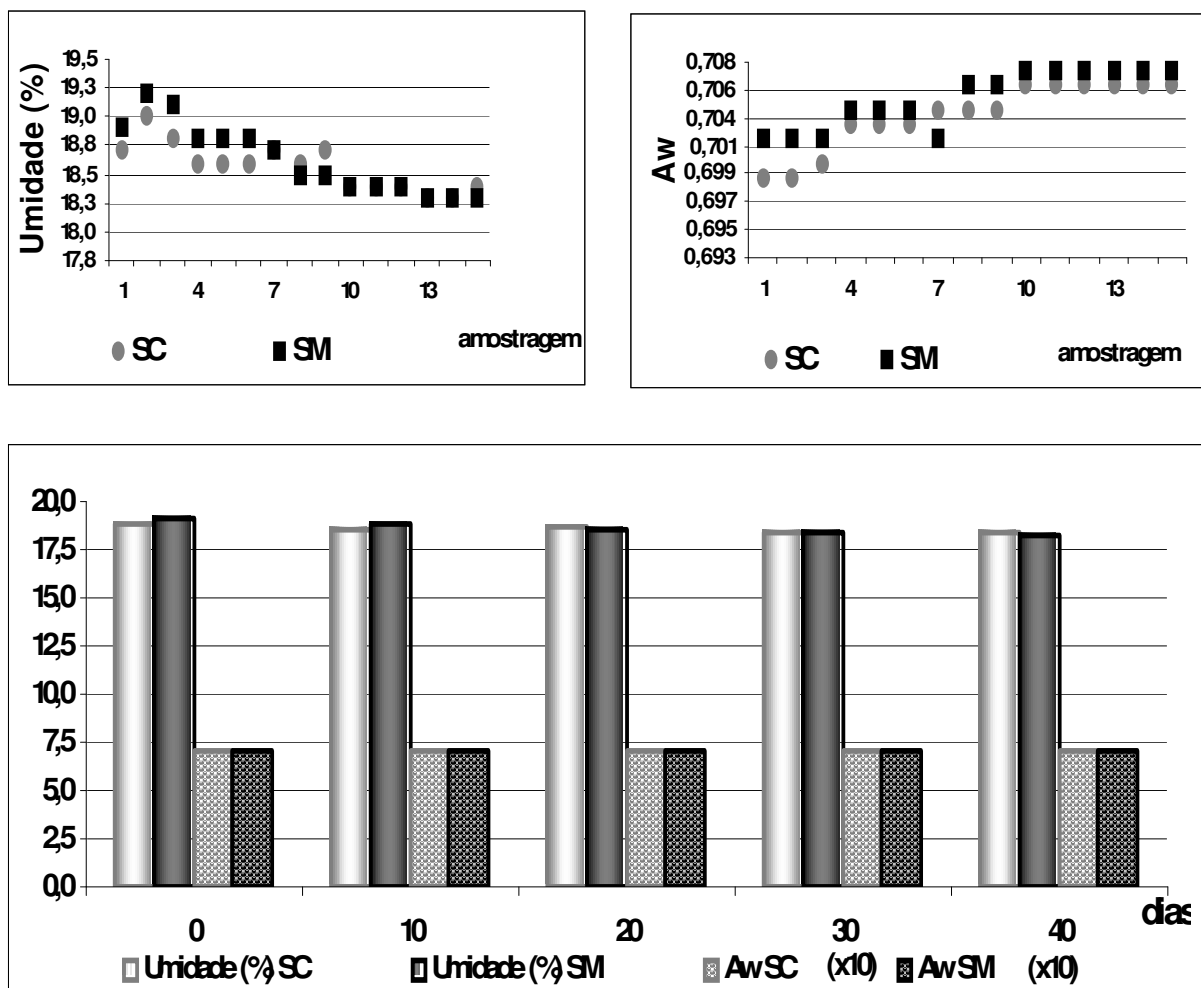 Umidade (%)
19,5
19,3
19,0
18,8
18,5
18,3
18,0
17,8
1 4 7 10 13
amostragem
SC SM
Aw
0,708
0,706
0,704
0,701
0,699
0,697
0,695
0,693
1 4 7 10 13
SC SM amostragem
20,0
17,5
15,0
12,5
10,0
7,5
5,0
2,5
0,0
0 10 20 30 40 dias
Umidade (%) SC Umidade (%) SM Aw SC (x10) Aw SM (x10)